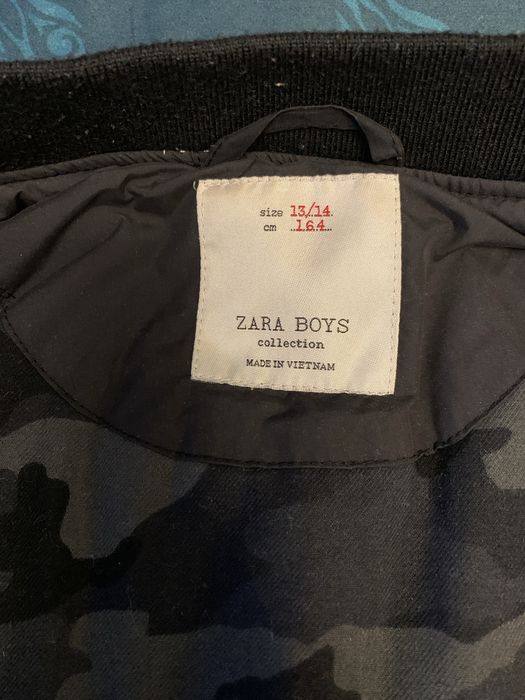 size 13/14
cm 164
ZARA BOYS
collection
MADE IN VIETNAM